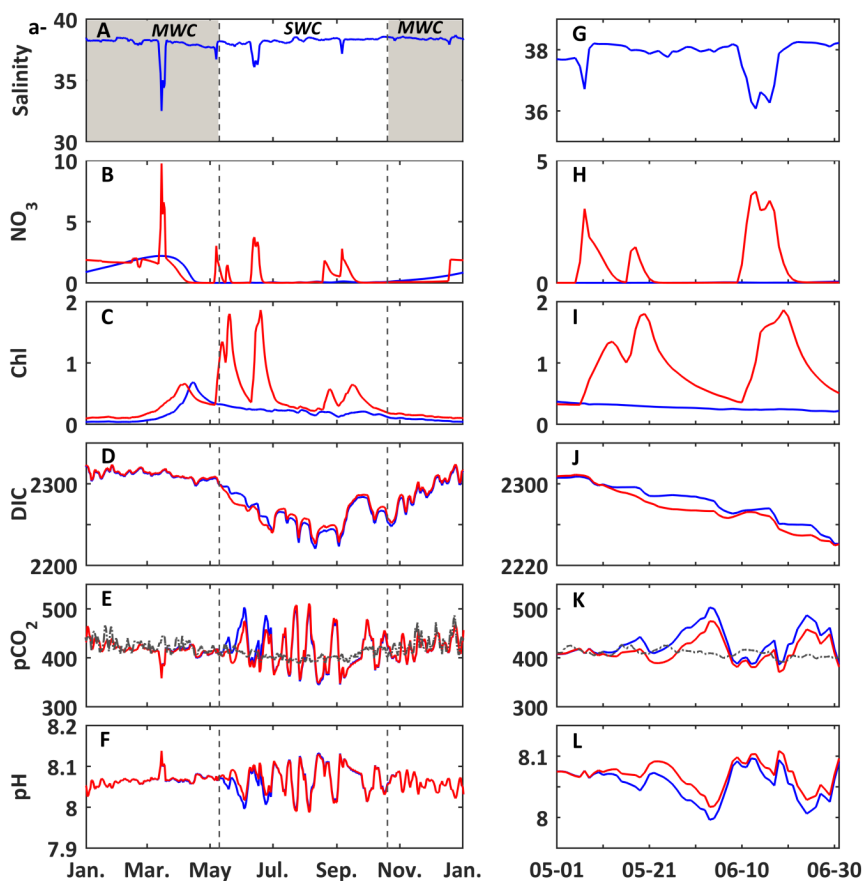 a-
A MWC SWC MWC
G
40
35
30
Salinity
38
36
B
H
10
5
0
NO3
5
0
C
I
2
1
0
Chl
2
1
0
D
J
2300
2200
DIC
2300
2220
E
K
500
400
300
pCO2
500
400
300
F
L
8.2
8.1
8
7.9
pH
8.1
8
Jan. Mar. May Jul. Sep. Nov. Jan.
05-01 05-21 06-10 06-30